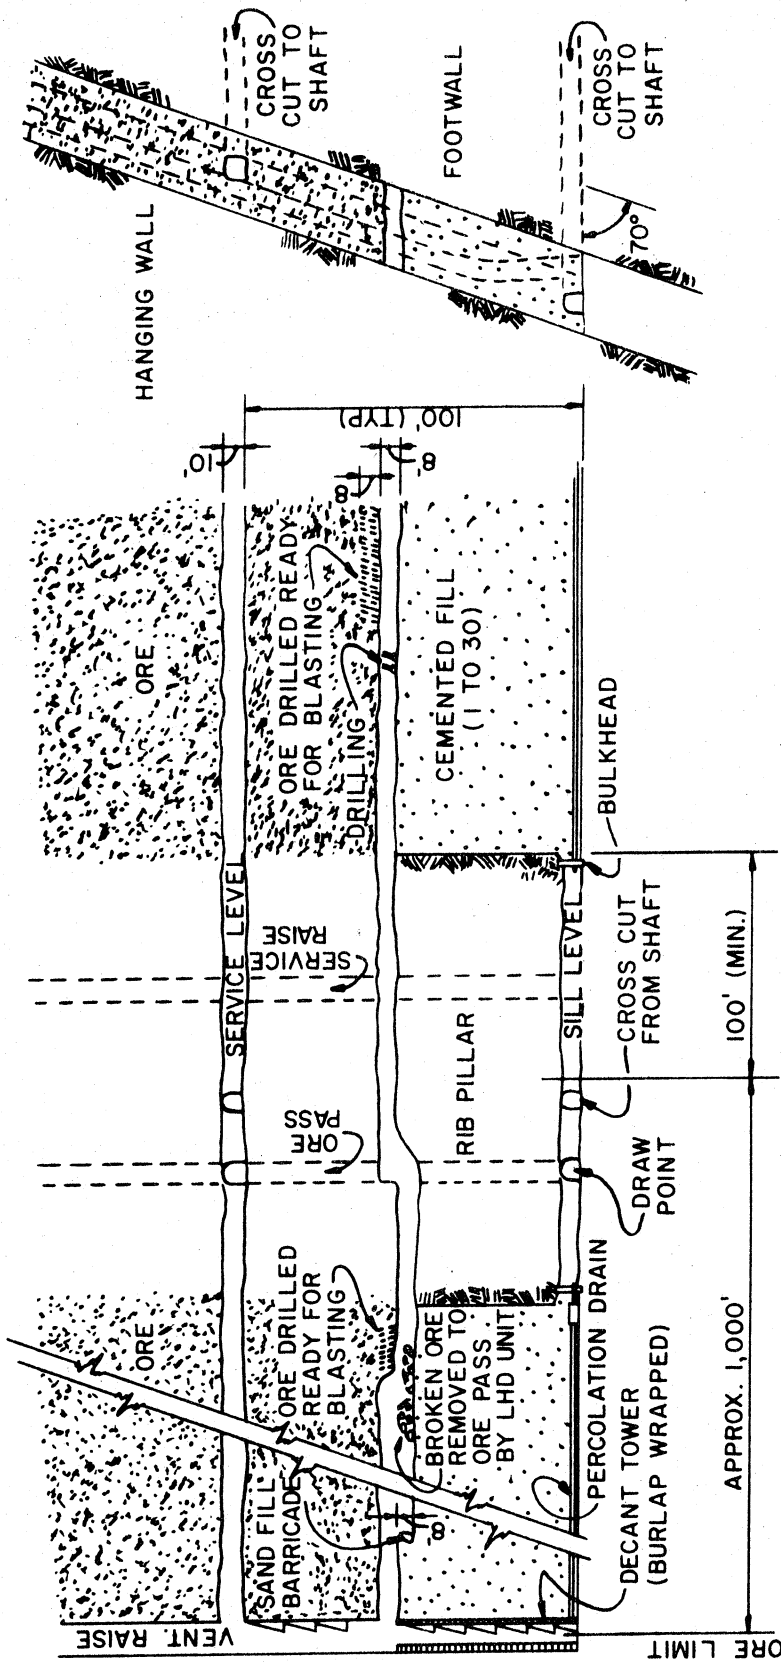 HANGING WALL
FOOTWALL
CROSS
CUT TO
SHAFT
CROSS
CUT TO
SHAFT
70°
10'
100' (TYP)
8'
8
ORE
ORE DRILLED READY
FOR BLASTING
DRILLING
CEMENTED FILL
(1 TO 30)
BULKHEAD
SERVICE LEVEL
SERVICE
RAISE
SILL LEVEL
CROSS CUT
FROM SHAFT
100' (MIN.)
ORE
PASS
RIB PILLAR
DRAW
POINT
ORE
ORE DRILLED
READY FOR
BLASTING
BROKEN ORE
REMOVED TO
ORE PASS
BY LHD UNIT
SAND FILL
BARRICADE
8'
PERCOLATION DRAIN
DECANT TOWER
(BURLAP WRAPPED)
APPROX. 1,000'
VENT. RAISE
ORE LIMIT